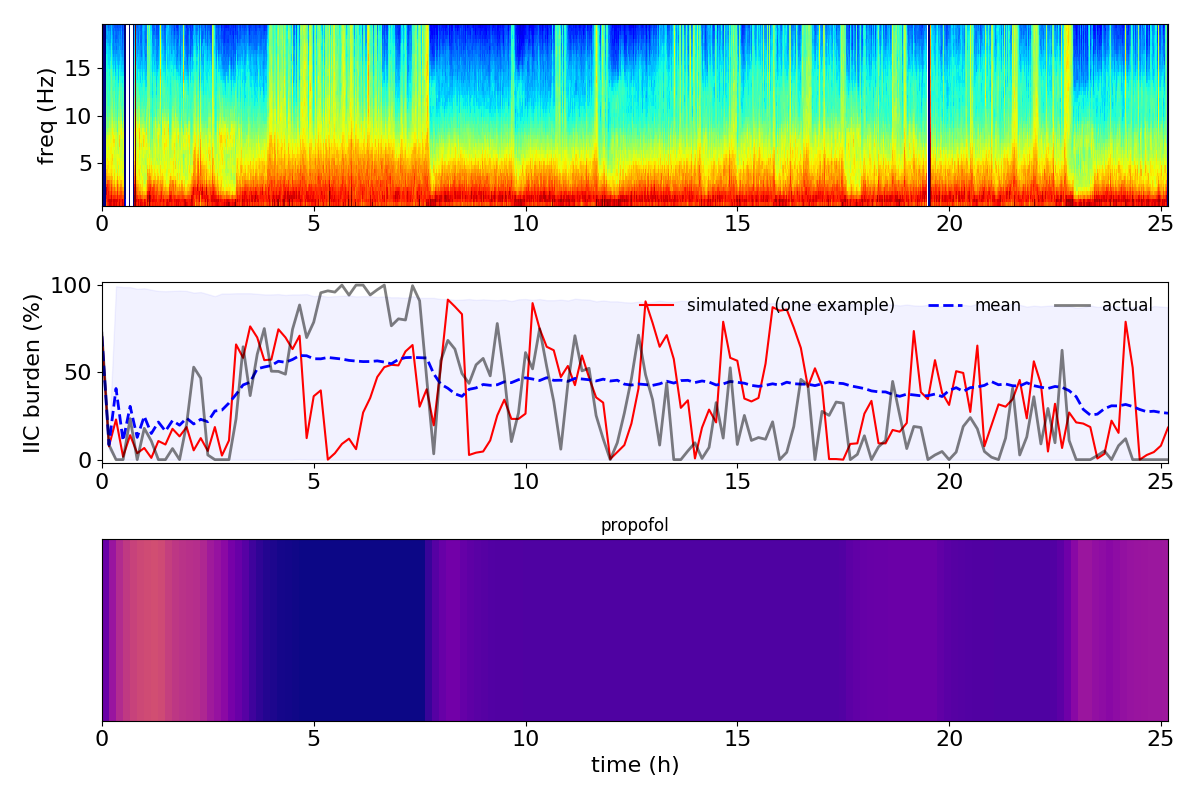 freq (Hz)
15
10
5
0 5 10 15 20 25
IIC burden (%)
100
50
0
simulated (one example) mean actual
0 5 10 15 20 25
propofol
0 5 10 15 20 25
time (h)